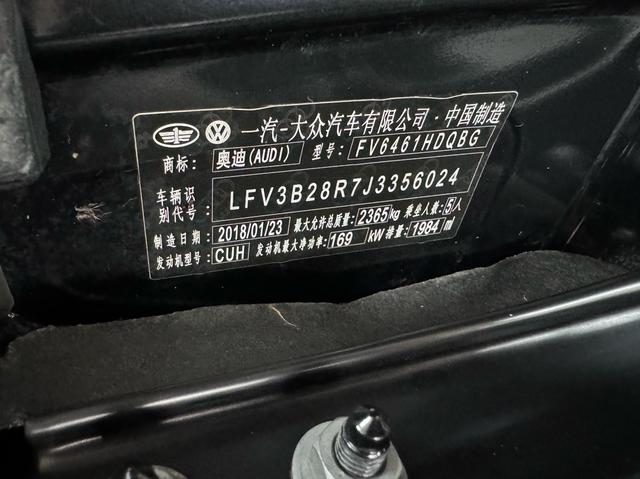 一汽-大众汽车有限公司·中国制造
商标: 奥迪(AUDI) 型号: FV6461HDQBG
车辆识别代号: LFV3B28R7J3356024
制造日期: 2018/01/23 最大允许总质量: 2365kg 乘坐人数: 5人
发动机型号: CUH 发动机最大净功率: 169 kW 排量: 1984 ml